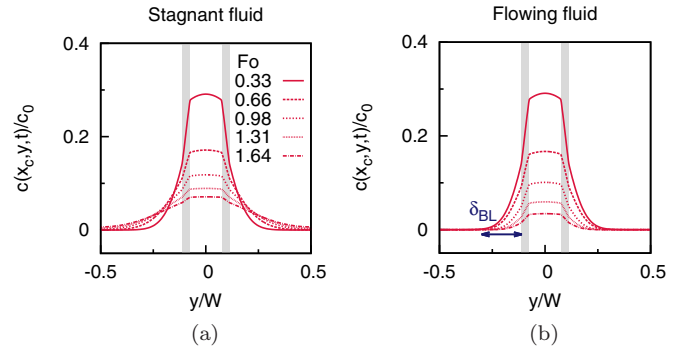 Stagnant fluid
c(x_c,y,t)/c_0
0.4
0.2
0
Fo
0.33
0.66
0.98
1.31
1.64
-0.5
0
0.5
y/W
(a)
Flowing fluid
c(x_c,y,t)/c_0
0.4
0.2
0
δ_BL
-0.5
0
0.5
y/W
(b)